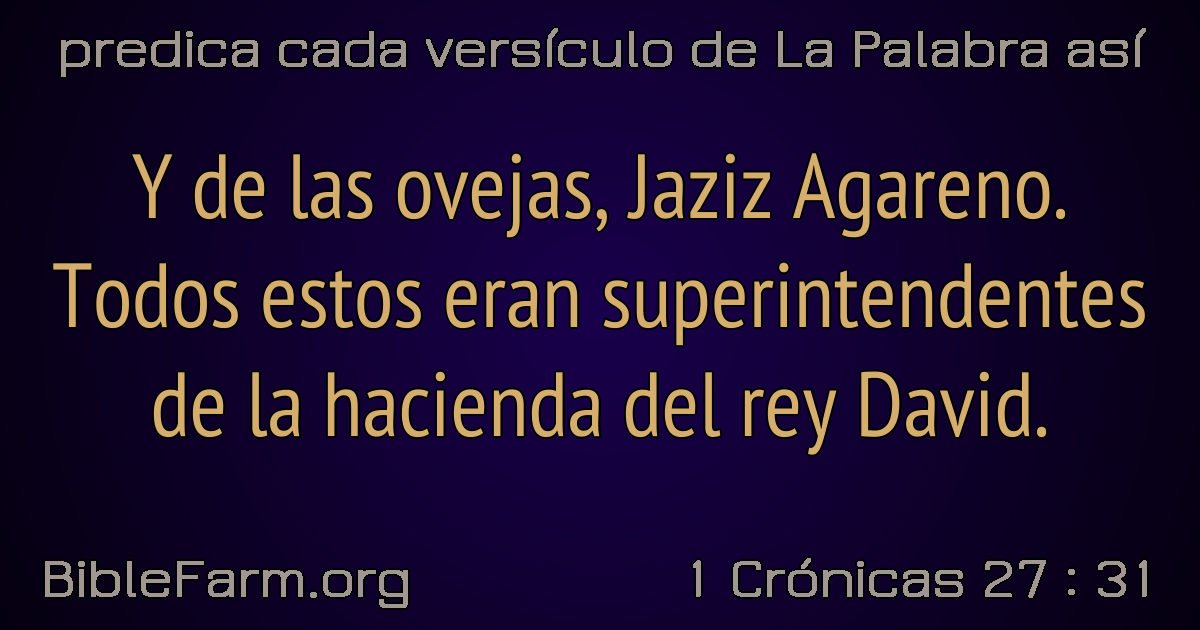 predica cada versículo de La Palabra así
Y de las ovejas, Jaziz Agareno.
Todos estos eran superintendentes
de la hacienda del rey David.
BibleFarm.org
1 Crónicas 27 : 31